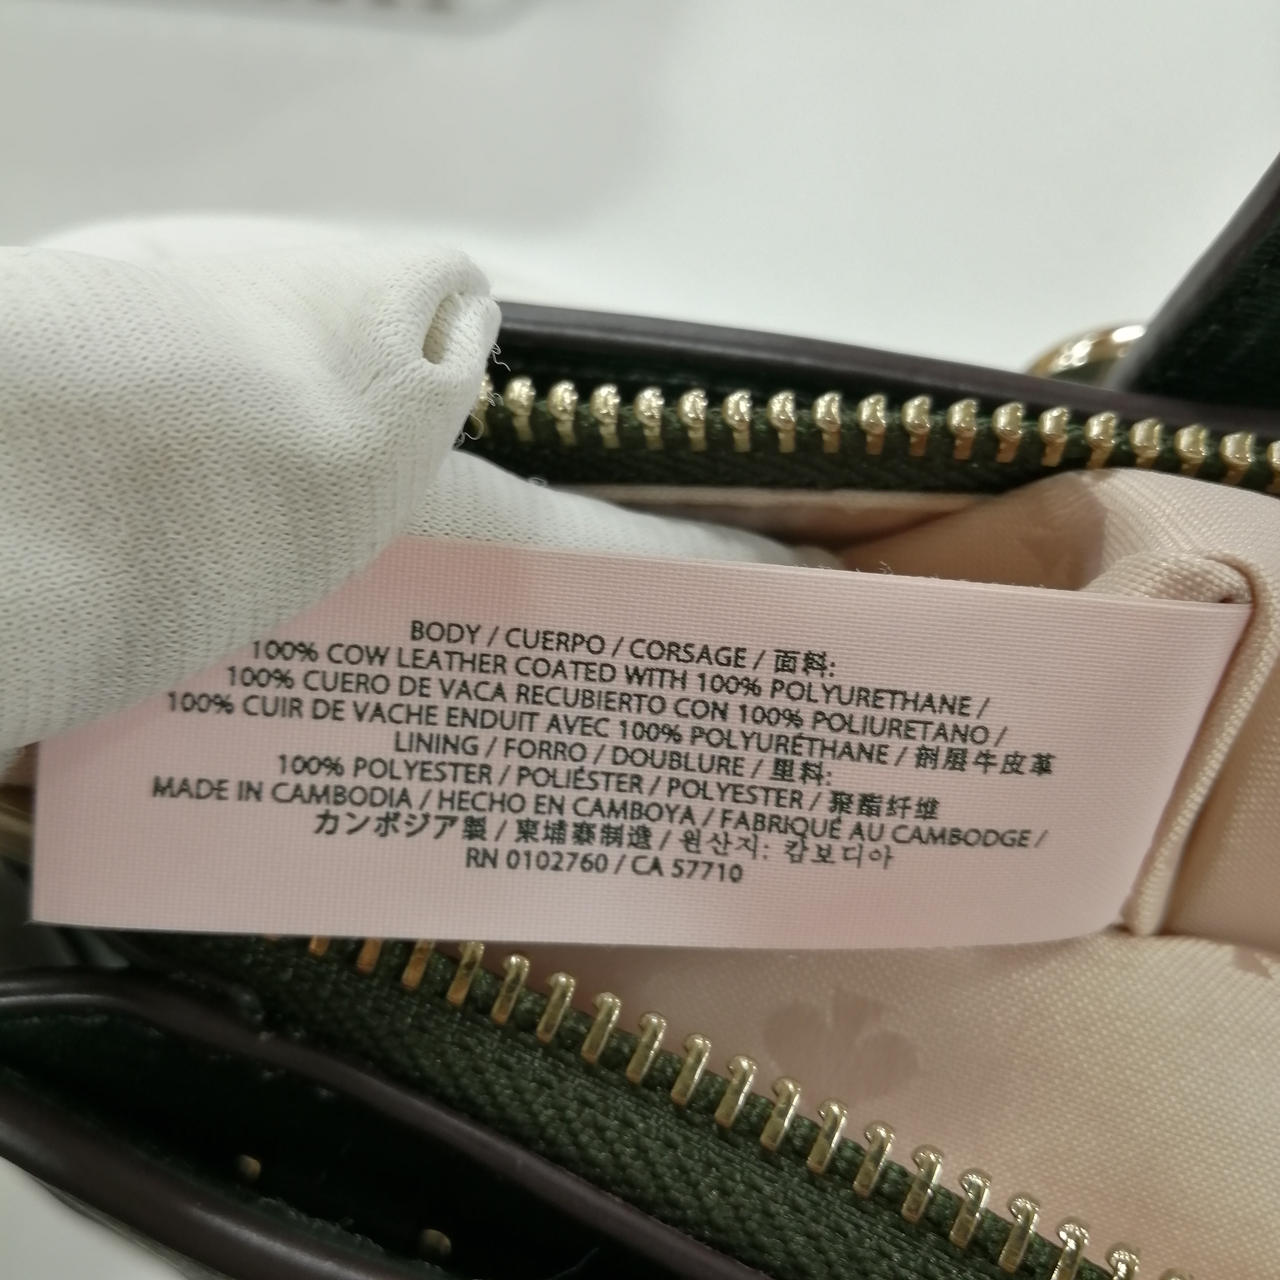 BODY / CUERPO / CORSAGE / 面料:
100% COW LEATHER COATED WITH 100% POLYURETHANE /
100% CUERO DE VACA RECUBIERTO CON 100% POLIURETANO /
100% CUIR DE VACHE ENDUIT AVEC 100% POLYURÉTHANE / 剖层牛皮革
LINING / FORRO / DOUBLURE / 里料:
100% POLYESTER / POLIÉSTER / POLYESTER / 聚酯纤维
MADE IN CAMBODIA / HECHO EN CAMBOYA / FABRIQUÉ AU CAMBODGE /
カンボジア製 / 柬埔寨制造 / 원산지: 캄보디아
RN 0102760 / CA 57710